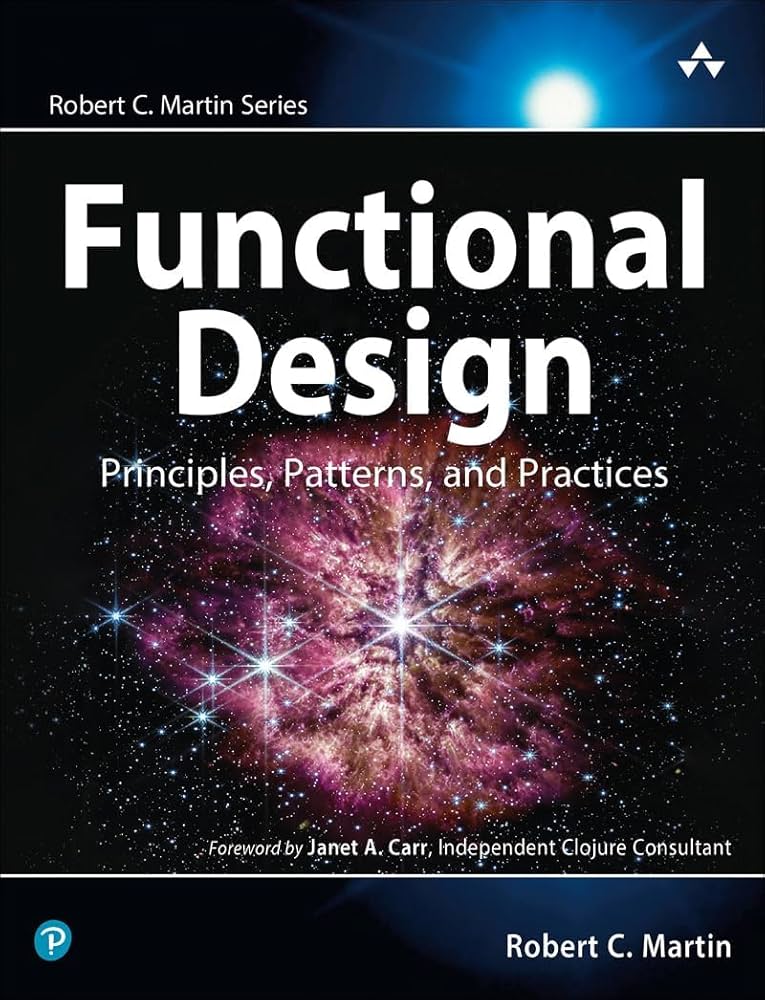 Robert C. Martin Series
Functional
Design
Principles, Patterns, and Practices
Foreword by Janet A. Carr, Independent Clojure Consultant
P
Robert C. Martin